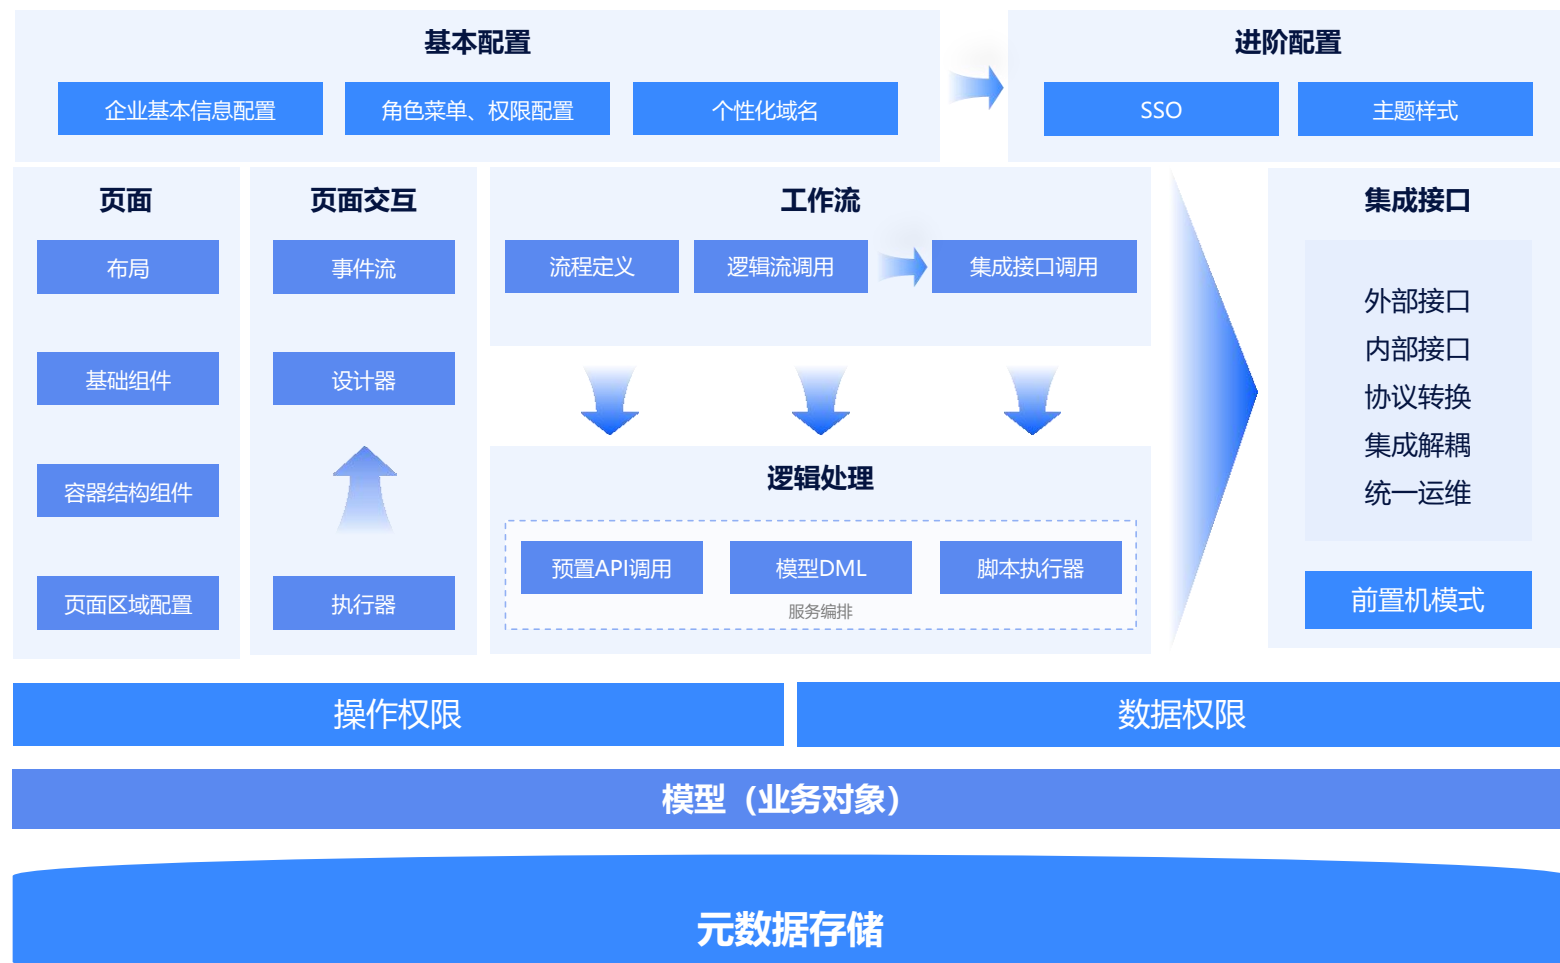 基本配置
企业基本信息配置
角色菜单、权限配置
个性化域名
进阶配置
SSO
主题样式
页面
布局
基础组件
容器结构组件
页面区域配置
页面交互
事件流
设计器
执行器
工作流
流程定义
逻辑流调用
集成接口调用
逻辑处理
预置API调用
模型DML
脚本执行器
服务编排
集成接口
外部接口
内部接口
协议转换
集成解耦
统一运维
前置机模式
操作权限
数据权限
模型（业务对象）
元数据存储